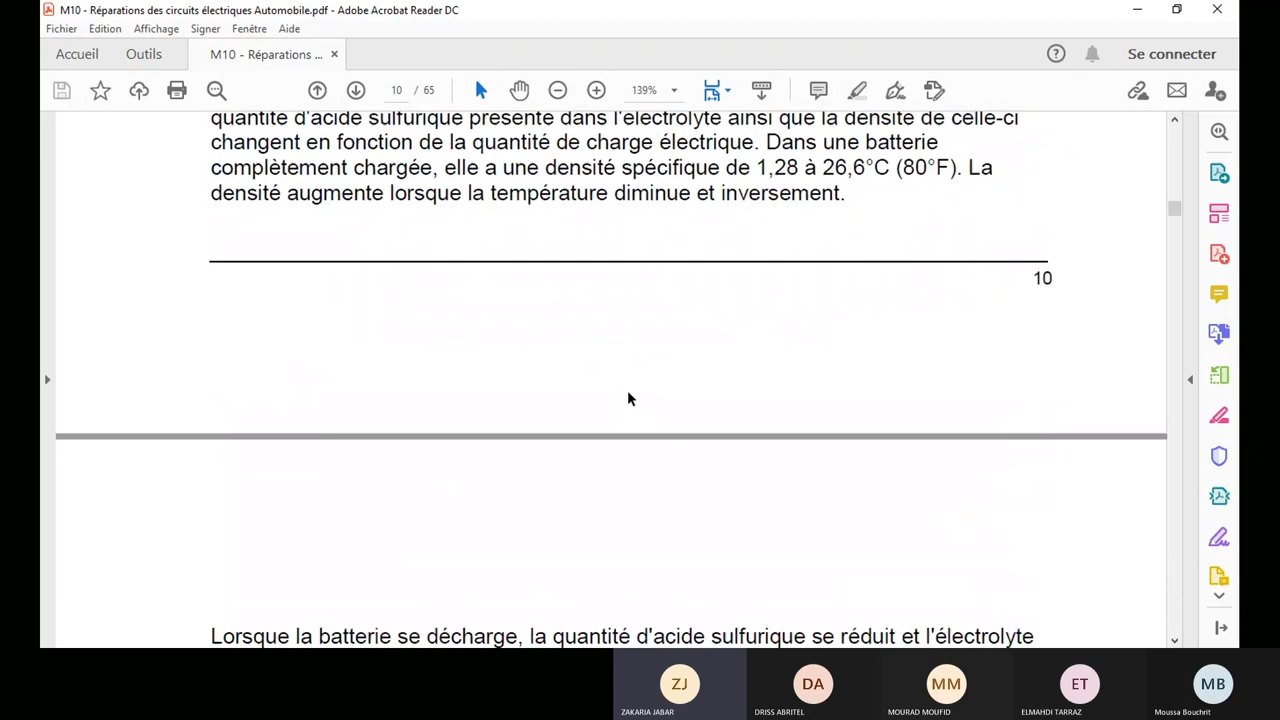 M10 - Réparations des circuits électriques Automobile.pdf - Adobe Acrobat Reader DC
Fichier Edition Affichage Signer Fenêtre Aide
Accueil Outils M10 - Réparations ... × Se connecter
10 / 65 139%
quantité d'acide sulfurique présente dans l'électrolyte ainsi que la densité de celle-ci
changent en fonction de la quantité de charge électrique. Dans une batterie
complètement chargée, elle a une densité spécifique de 1,28 à 26,6°C (80°F). La
densité augmente lorsque la température diminue et inversement.
10
Lorsque la batterie se décharge, la quantité d'acide sulfurique se réduit et l'électrolyte
ZJ DA MM ET MB
ZAKARIA JABAR DRISS ABRITEL MOURAD MOUFID ELMAHDI TARRAZ Moussa Bouchrit